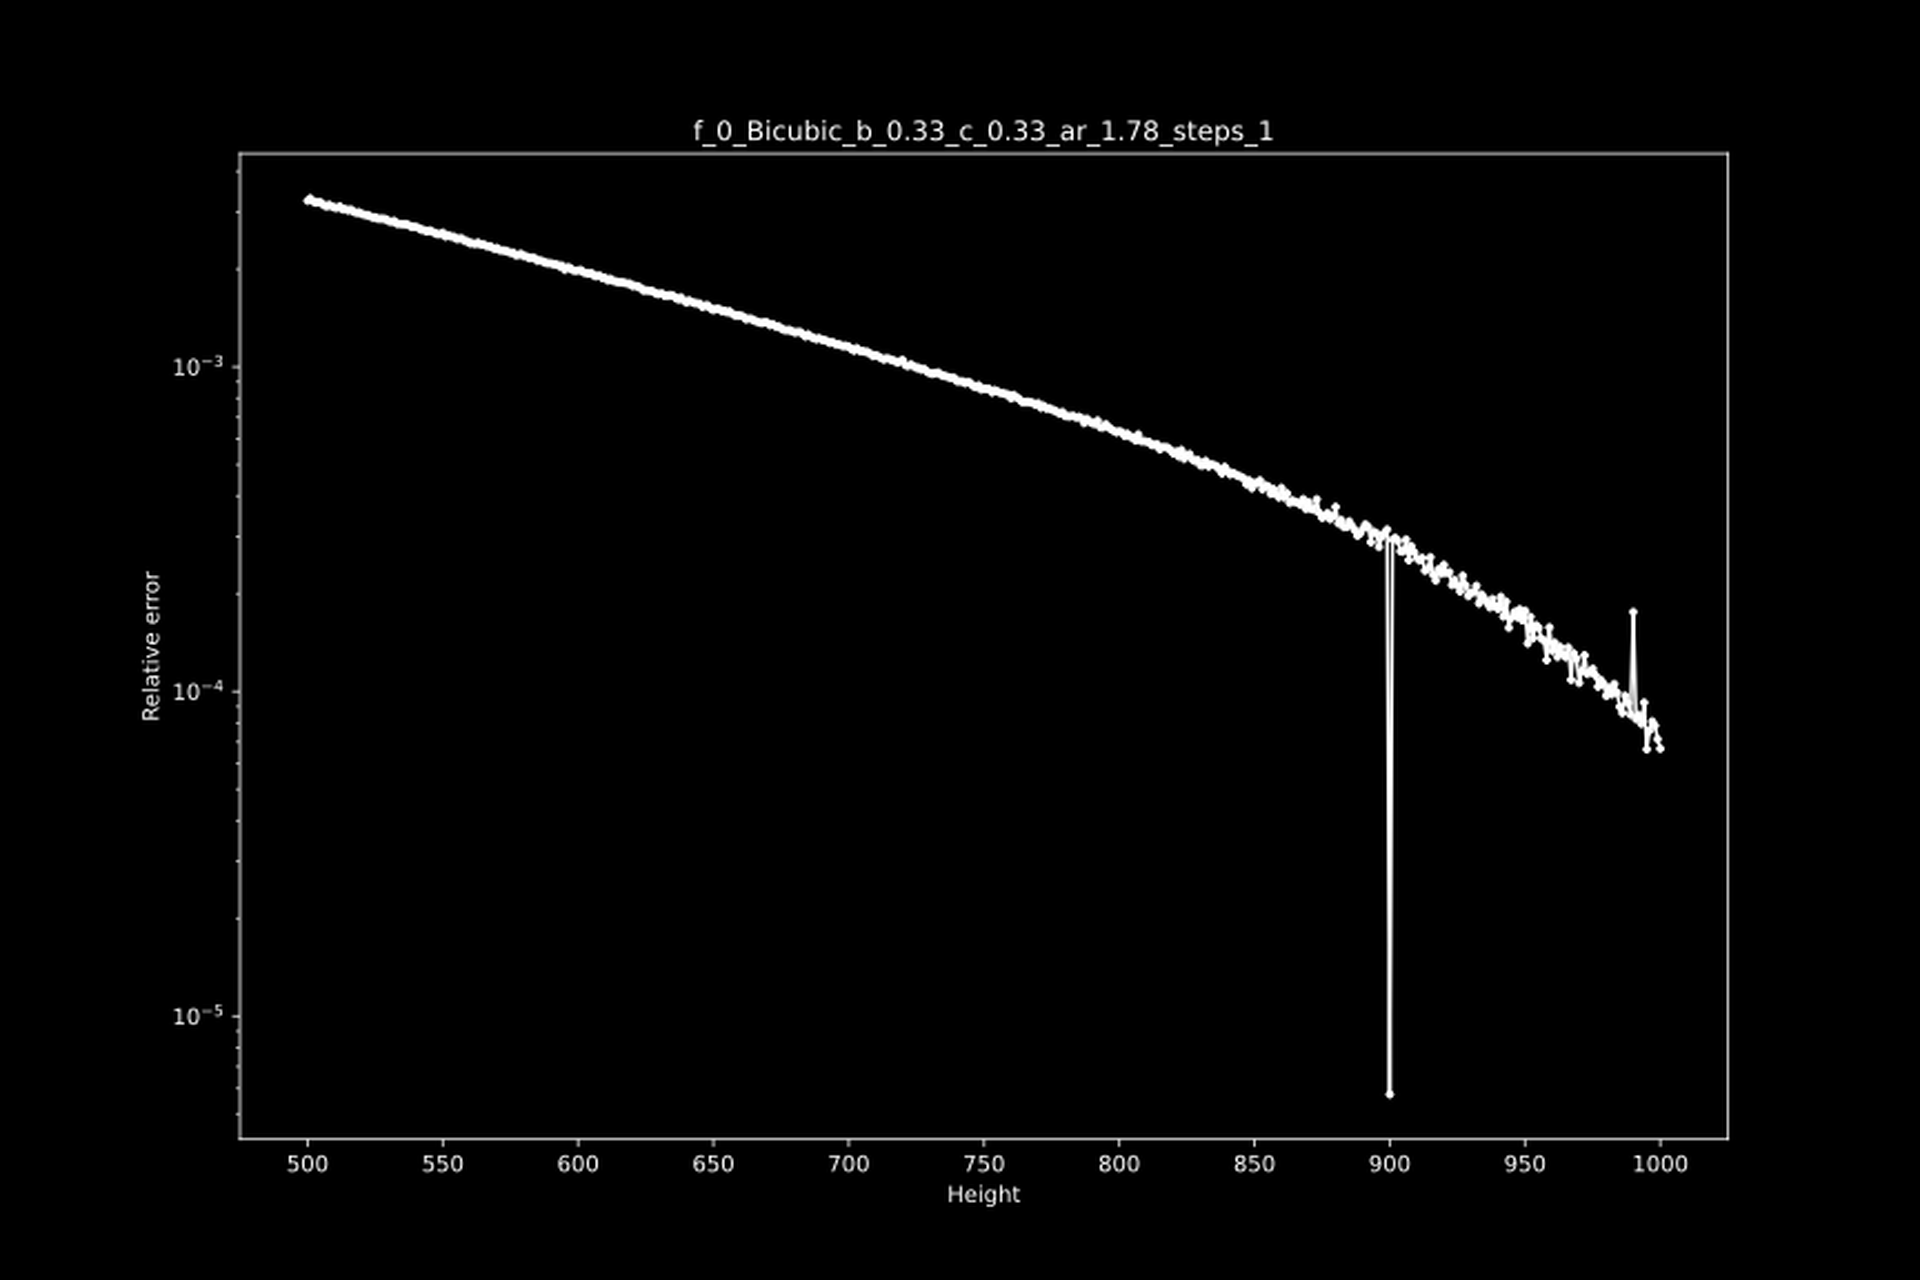 f_0_Bicubic_b_0.33_c_0.33_ar_1.78_steps_1
Relative error
10⁻³
10⁻⁴
10⁻⁵
500 550 600 650 700 750 800 850 900 950 1000
Height